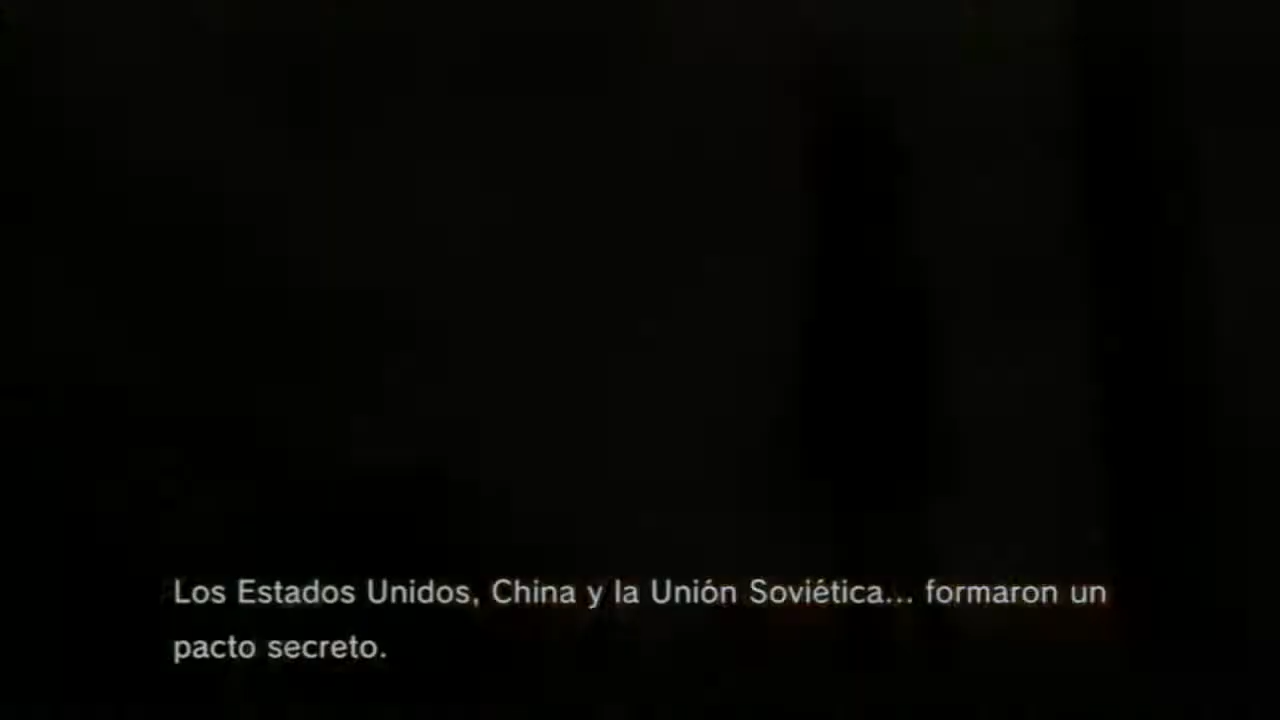 Los Estados Unidos, China y la Unión Soviética... formaron un
pacto secreto.